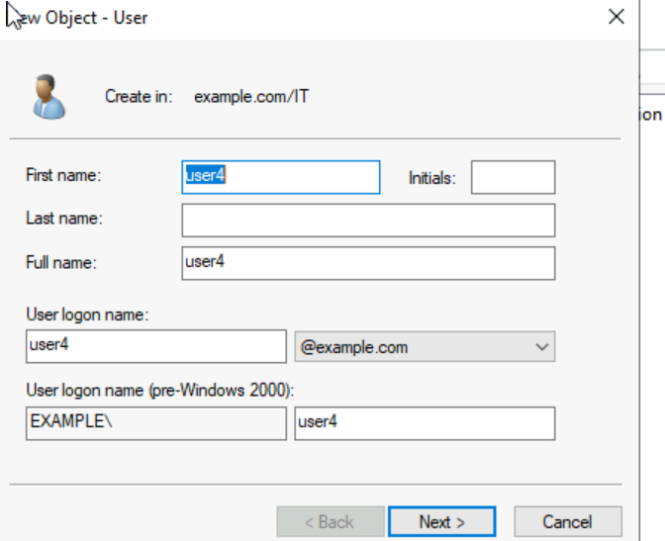 New Object - User
Create in: example.com/IT
ion
First name: user4 Initials:
Last name:
Full name: user4
User logon name:
user4 @example.com
User logon name (pre-Windows 2000):
EXAMPLE\ user4
< Back Next > Cancel